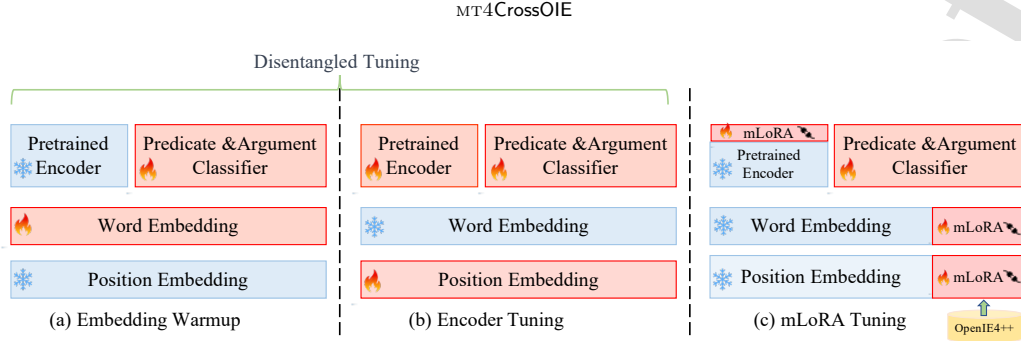 MT4CrossOIE
Disentangled Tuning
Pretrained
Encoder
Predicate &Argument
Classifier
Word Embedding
Position Embedding
(a) Embedding Warmup
Pretrained
Encoder
Predicate &Argument
Classifier
Word Embedding
Position Embedding
(b) Encoder Tuning
mLoRA
Pretrained
Encoder
Predicate &Argument
Classifier
Word Embedding
mLoRA
Position Embedding
mLoRA
(c) mLoRA Tuning
OpenIE4++